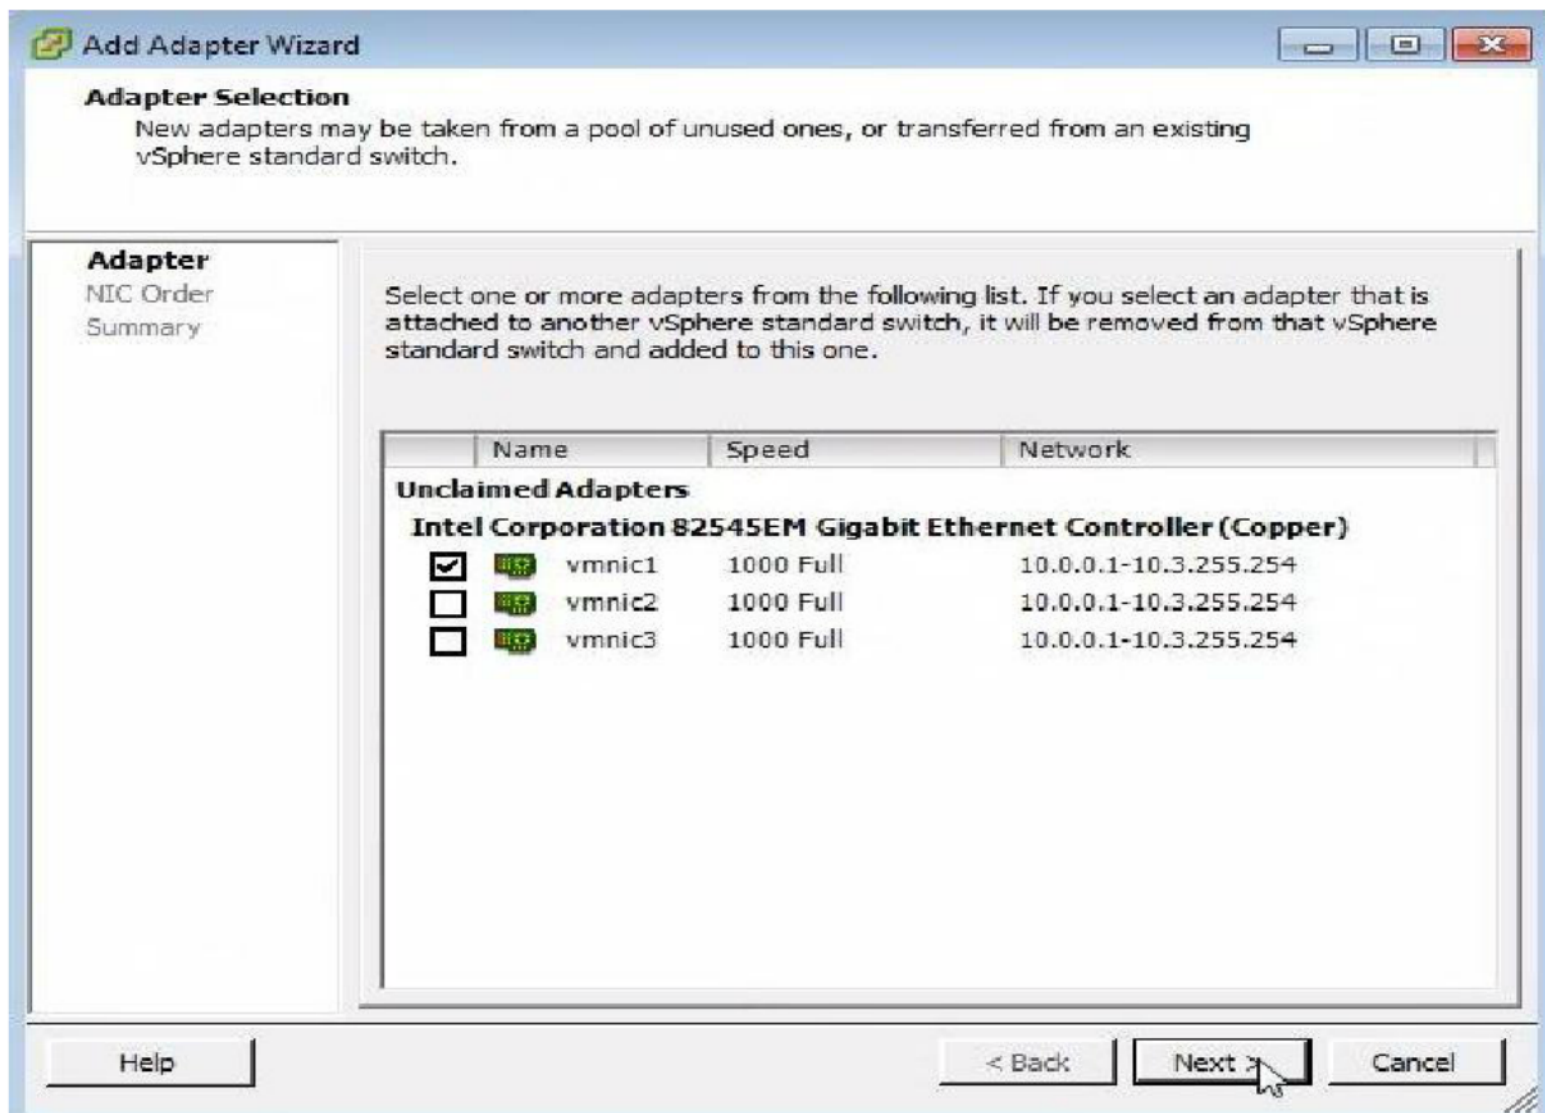 Add Adapter Wizard
Adapter Selection
New adapters may be taken from a pool of unused ones, or transferred from an existing
vSphere standard switch.
Adapter
NIC Order
Summary
Select one or more adapters from the following list. If you select an adapter that is
attached to another vSphere standard switch, it will be removed from that vSphere
standard switch and added to this one.
Name Speed Network
Unclaimed Adapters
Intel Corporation 82545EM Gigabit Ethernet Controller (Copper)
vmnic1 1000 Full 10.0.0.1-10.3.255.254
vmnic2 1000 Full 10.0.0.1-10.3.255.254
vmnic3 1000 Full 10.0.0.1-10.3.255.254
Help < Back Next > Cancel